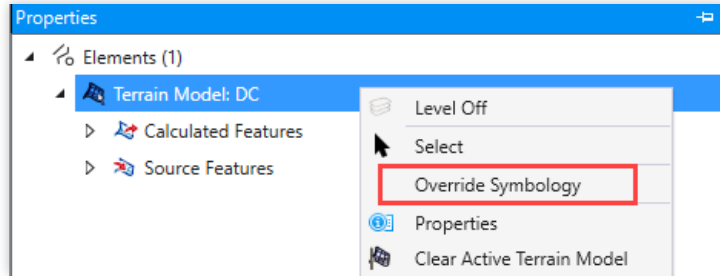 Properties
Elements (1)
Terrain Model: DC
Level Off
Calculated Features
Select
Source Features
Override Symbology
Properties
Clear Active Terrain Model